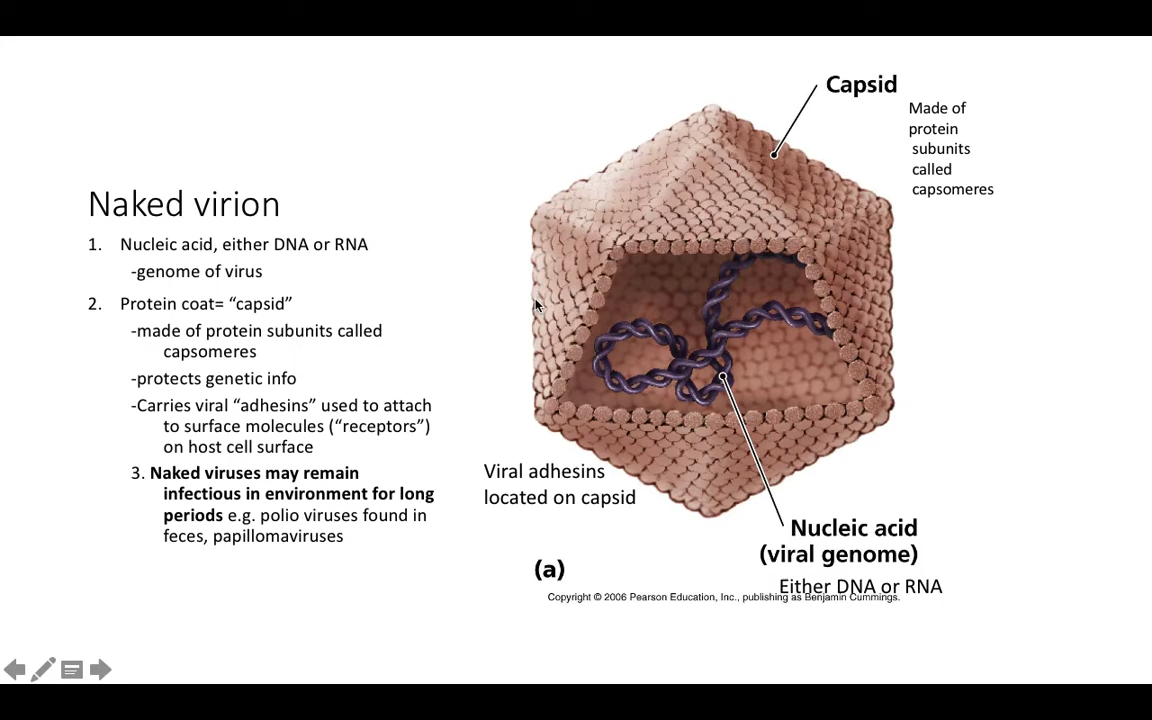 Naked virion
1. Nucleic acid, either DNA or RNA
-genome of virus
2. Protein coat= “capsid”
-made of protein subunits called
capsomeres
-protects genetic info
-Carries viral “adhesins” used to attach
to surface molecules (“receptors”)
on host cell surface
3. Naked viruses may remain
infectious in environment for long
periods e.g. polio viruses found in
feces, papillomaviruses
Capsid
Made of
protein
subunits
called
capsomeres
Viral adhesins
located on capsid
Nucleic acid
(viral genome)
Either DNA or RNA
(a)
Copyright © 2006 Pearson Education, Inc., publishing as Benjamin Cummings.